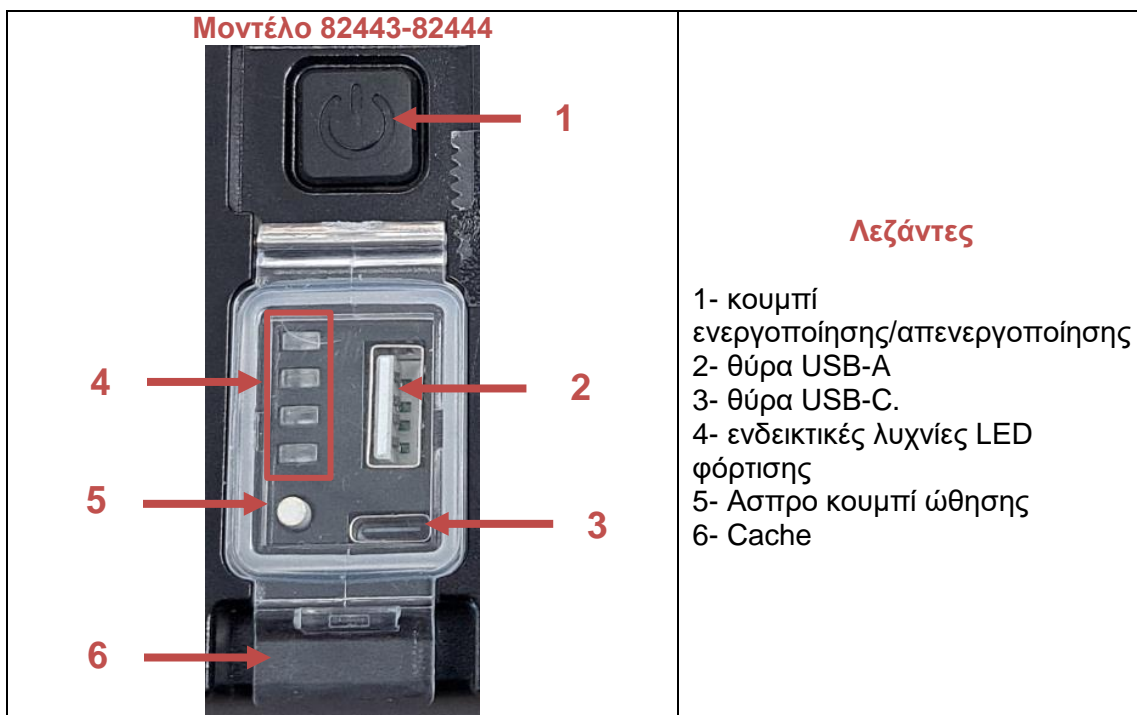 Μοντέλο 82443-82444
1
4
2
5
3
6
Λεζάντες
1- κουμπί
ενεργοποίησης/απενεργοποίησης
2- θύρα USB-A
3- θύρα USB-C.
4- ενδεικτικές λυχνίες LED
φόρτισης
5- Ασπρο κουμπί ώθησης
6- Cache